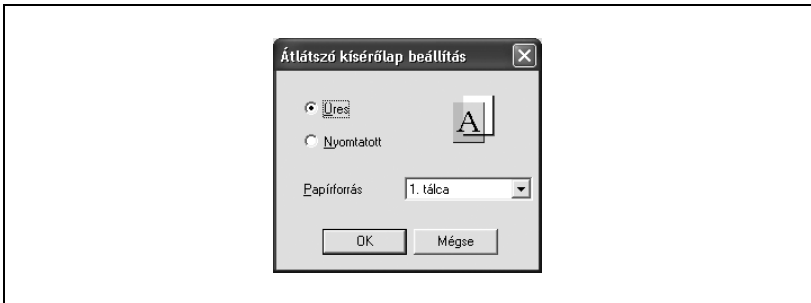 Átlátszó kísérőlap beállítás
Üres
A
Nyomtatott
Papírforrás 1. tálca
OK Mégse